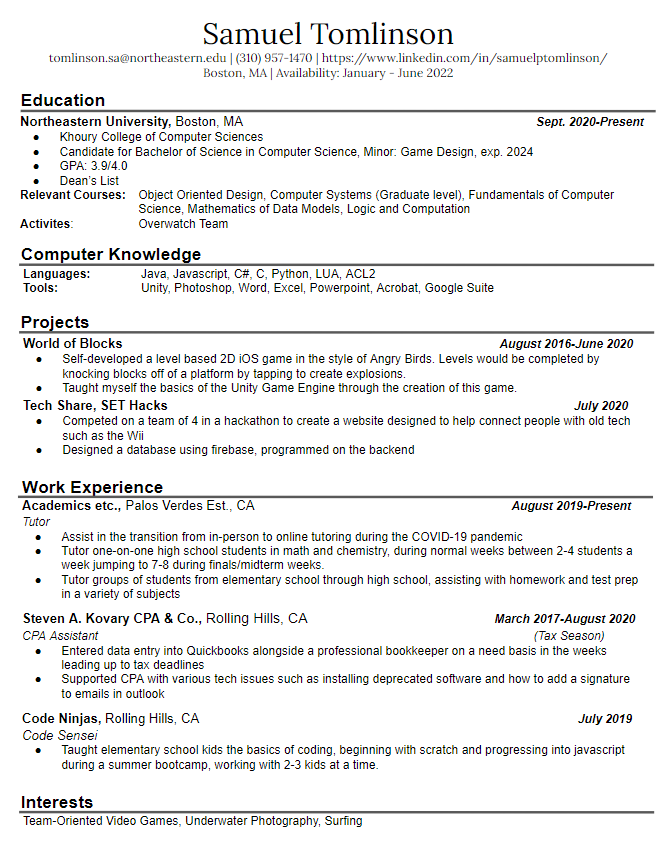 Samuel Tomlinson
tomlinson.sa@northeastern.edu | (310) 957-1470 | https://www.linkedin.com/in/samuelptomlinson/
Boston, MA | Availability: January - June 2022
Education
Northeastern University, Boston, MA Sept. 2020-Present
● Khoury College of Computer Sciences
● Candidate for Bachelor of Science in Computer Science, Minor: Game Design, exp. 2024
● GPA: 3.9/4.0
● Dean's List
Relevant Courses: Object Oriented Design, Computer Systems (Graduate level), Fundamentals of Computer
Science, Mathematics of Data Models, Logic and Computation
Activites: Overwatch Team
Computer Knowledge
Languages: Java, Javascript, C#, C, Python, LUA, ACL2
Tools: Unity, Photoshop, Word, Excel, Powerpoint, Acrobat, Google Suite
Projects
World of Blocks August 2016-June 2020
● Self-developed a level based 2D iOS game in the style of Angry Birds. Levels would be completed by
knocking blocks off of a platform by tapping to create explosions.
● Taught myself the basics of the Unity Game Engine through the creation of this game.
Tech Share, SET Hacks July 2020
● Competed on a team of 4 in a hackathon to create a website designed to help connect people with old tech
such as the Wii
● Designed a database using firebase, programmed on the backend
Work Experience
Academics etc., Palos Verdes Est., CA August 2019-Present
Tutor
● Assist in the transition from in-person to online tutoring during the COVID-19 pandemic
● Tutor one-on-one high school students in math and chemistry, during normal weeks between 2-4 students a
week jumping to 7-8 during finals/midterm weeks.
● Tutor groups of students from elementary school through high school, assisting with homework and test prep
in a variety of subjects
Steven A. Kovary CPA & Co., Rolling Hills, CA March 2017-August 2020
CPA Assistant (Tax Season)
● Entered data entry into Quickbooks alongside a professional bookkeeper on a need basis in the weeks
leading up to tax deadlines
● Supported CPA with various tech issues such as installing deprecated software and how to add a signature
to emails in outlook
Code Ninjas, Rolling Hills, CA July 2019
Code Sensei
● Taught elementary school kids the basics of coding, beginning with scratch and progressing into javascript
during a summer bootcamp, working with 2-3 kids at a time.
Interests
Team-Oriented Video Games, Underwater Photography, Surfing